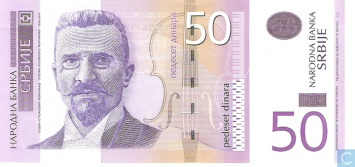 НАРОДНА БАНКА
СРБИЈЕ
50
педесет динара
pedeset dinara
NARODNA BANKA
SRBIJE
50